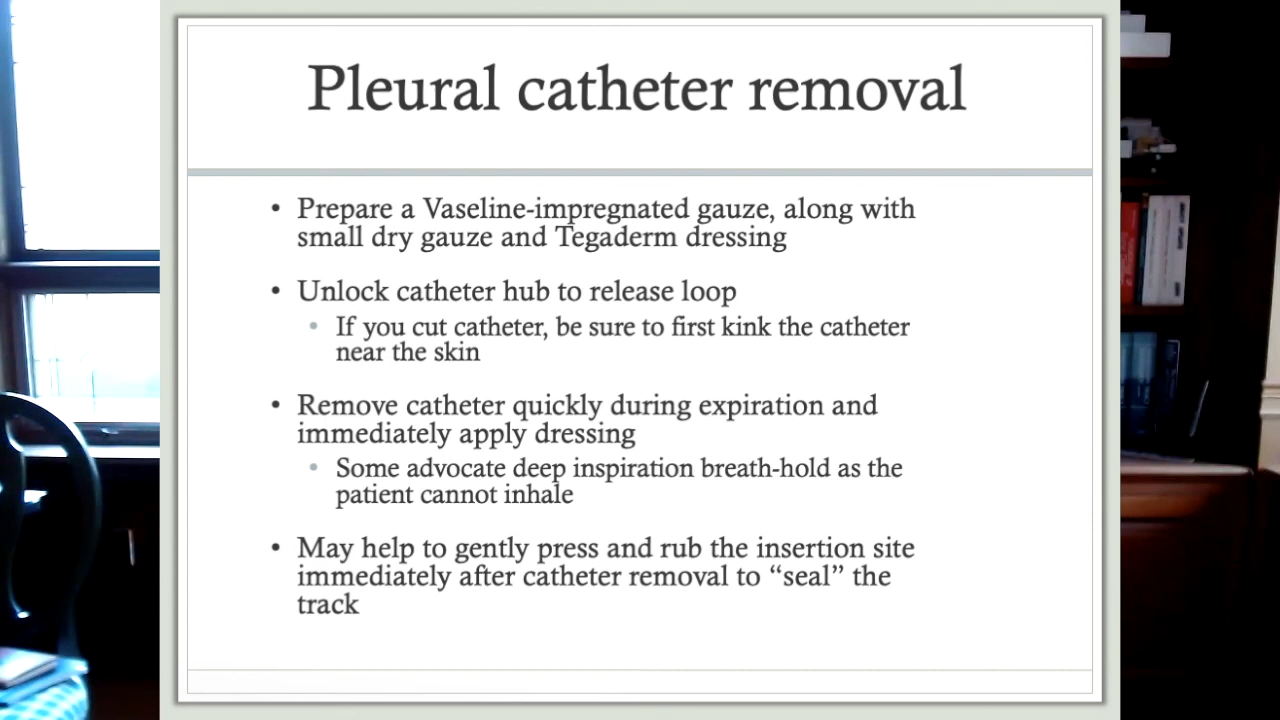 Pleural catheter removal
• Prepare a Vaseline-impregnated gauze, along with
small dry gauze and Tegaderm dressing
• Unlock catheter hub to release loop
• If you cut catheter, be sure to first kink the catheter
near the skin
• Remove catheter quickly during expiration and
immediately apply dressing
• Some advocate deep inspiration breath-hold as the
patient cannot inhale
• May help to gently press and rub the insertion site
immediately after catheter removal to “seal” the
track